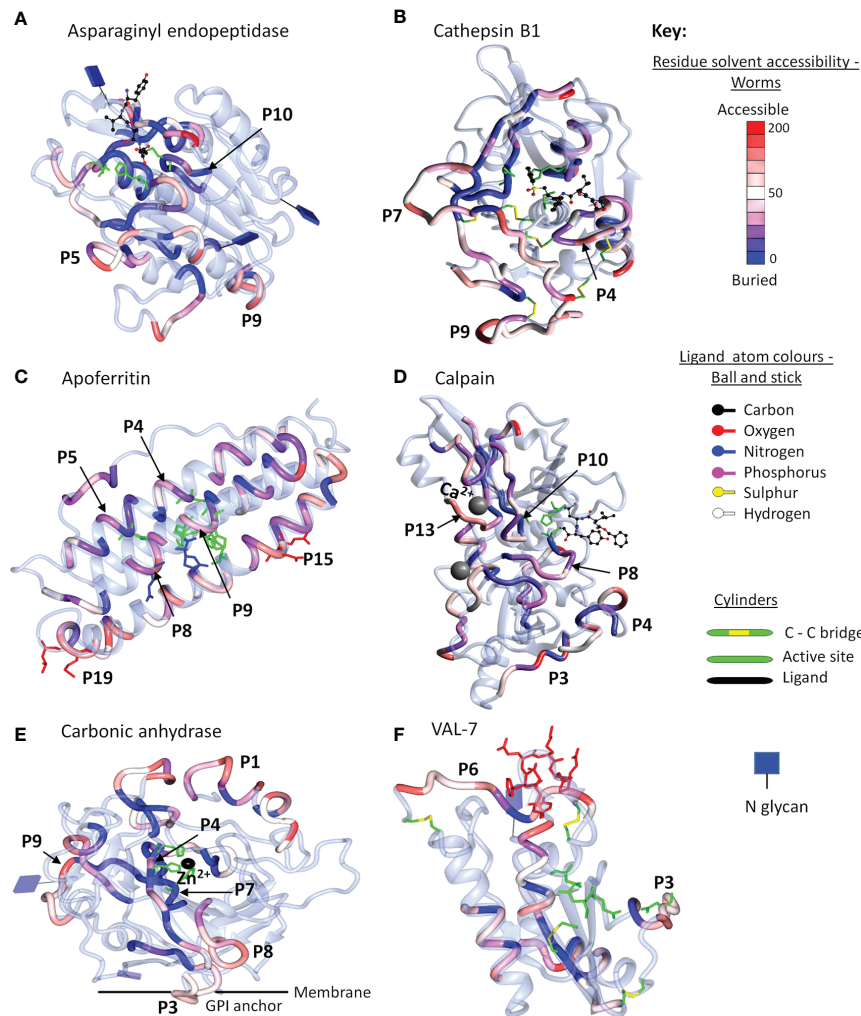 A
Asparaginyl endopeptidase
P10
P5
P9
B
Cathepsin B1
P7
P4
P9
Key:
Residue solvent accessibility -
Worms
Accessible
200
50
0
Buried
C
Apoferritin
P4
P5
P15
P9
P8
P19
D
Calpain
P10
Ca2+
P13
P8
P4
P3
Ligand atom colours -
Ball and stick
Carbon
Oxygen
Nitrogen
Phosphorus
Sulphur
Hydrogen
Cylinders
C - C bridge
Active site
Ligand
E
Carbonic anhydrase
P1
P4
P9
Zn2+
P7
P8
Membrane
P3
GPI anchor
F
VAL-7
P6
P3
N glycan